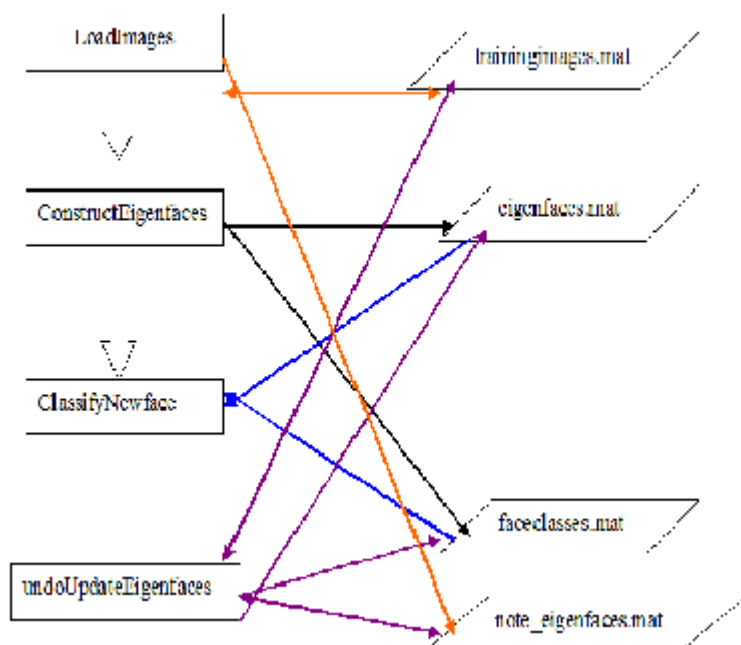 LoadImages
trainingimages.mat
ConstructEigenfaces
eigenfaces.mat
ClassifyNewface
faceclasses.mat
undoUpdateEigenfaces
note_eigenfaces.mat